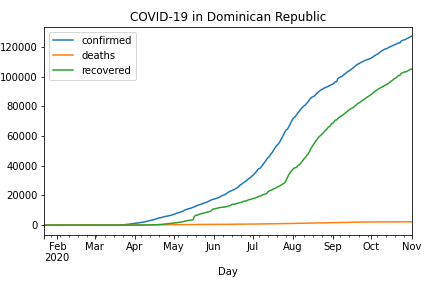 COVID-19 in Dominican Republic
confirmed
deaths
recovered
120000
100000
80000
60000
40000
20000
0
Feb Mar Apr May Jun Jul Aug Sep Oct Nov
2020
Day